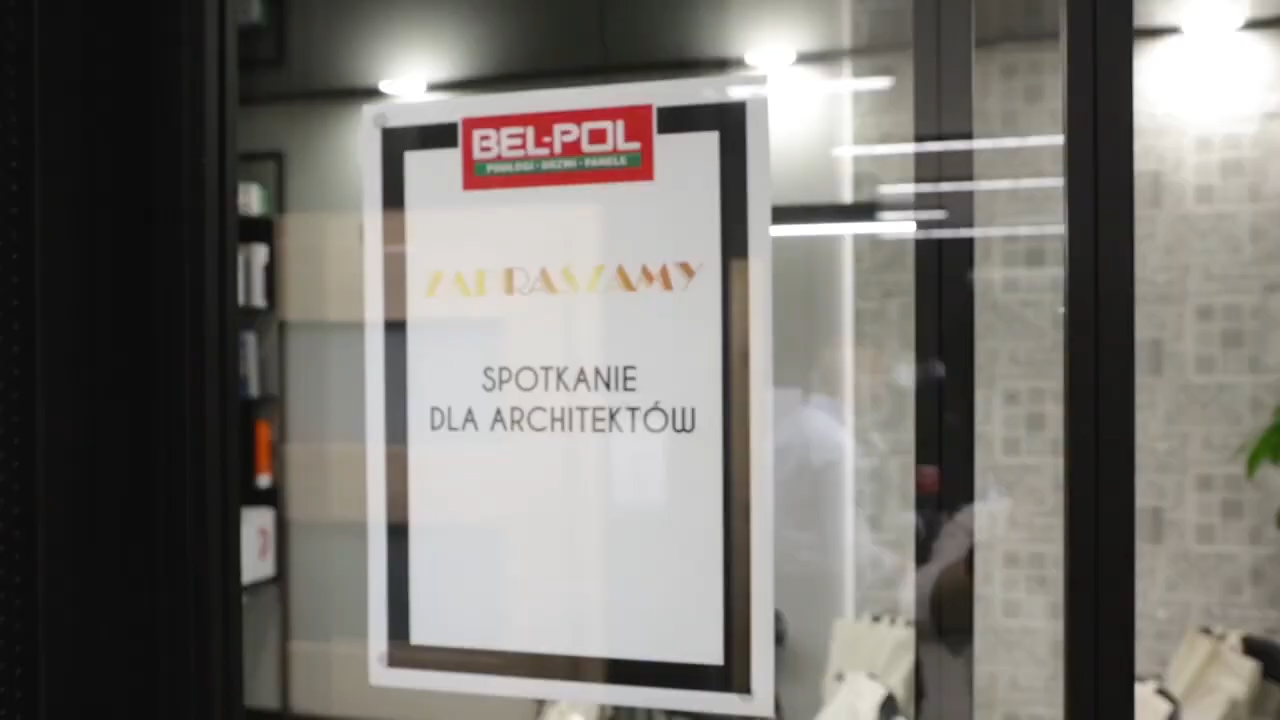 BEL-POL
PODŁOGI • DRZWI • PANELE
ZAPRASZAMY
SPOTKANIE
DLA ARCHITEKTÓW